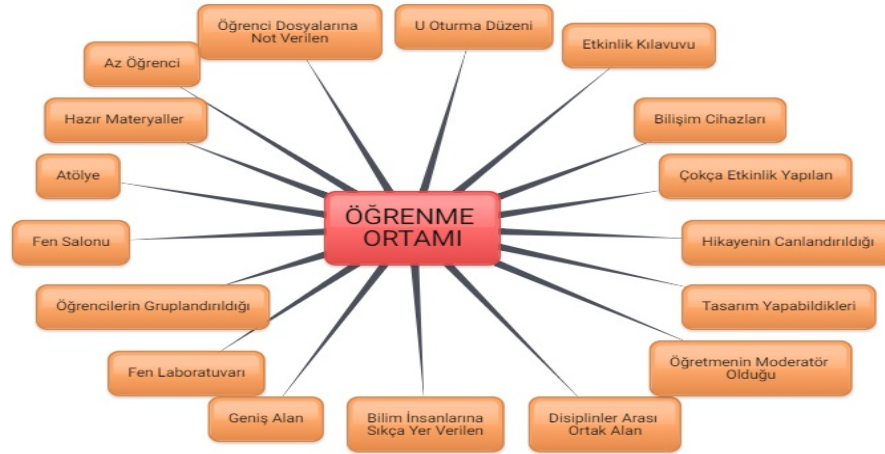 Öğrenci Dosyalarına
Not Verilen
U Oturma Düzeni
Etkinlik Kılavuvu
Az Öğrenci
Hazır Materyaller
Bilişim Cihazları
Atölye
Çokça Etkinlik Yapılan
ÖĞRENME
ORTAMI
Fen Salonu
Hikayenin Canlandırıldığı
Öğrencilerin Gruplandırıldığı
Tasarım Yapabildikleri
Fen Laboratuvarı
Öğretmenin Moderatör
Olduğu
Geniş Alan
Bilim İnsanlarına
Sıkça Yer Verilen
Disiplinler Arası
Ortak Alan